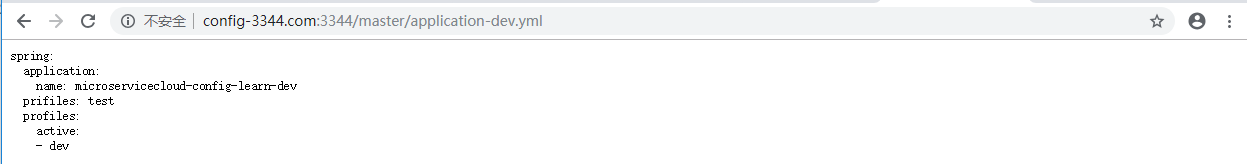 不安全 | config-3344.com:3344/master/application-dev.yml
spring:
  application:
    name: microservicecloud-config-learn-dev
  prifiles: test
  profiles:
    active:
    - dev